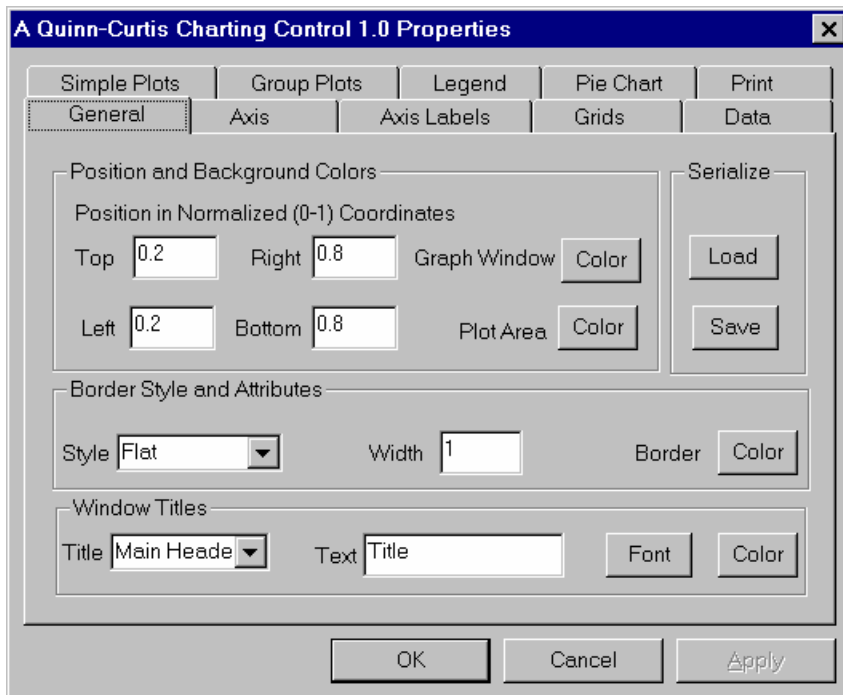 A Quinn-Curtis Charting Control 1.0 Properties
Simple Plots Group Plots Legend Pie Chart Print
General Axis Axis Labels Grids Data
Position and Background Colors Serialize
Position in Normalized (0-1) Coordinates
Top 0.2 Right 0.8 Graph Window Color Load
Left 0.2 Bottom 0.8 Plot Area Color Save
Border Style and Attributes
Style Flat Width 1 Border Color
Window Titles
Title Main Heade Text Title Font Color
OK Cancel Apply